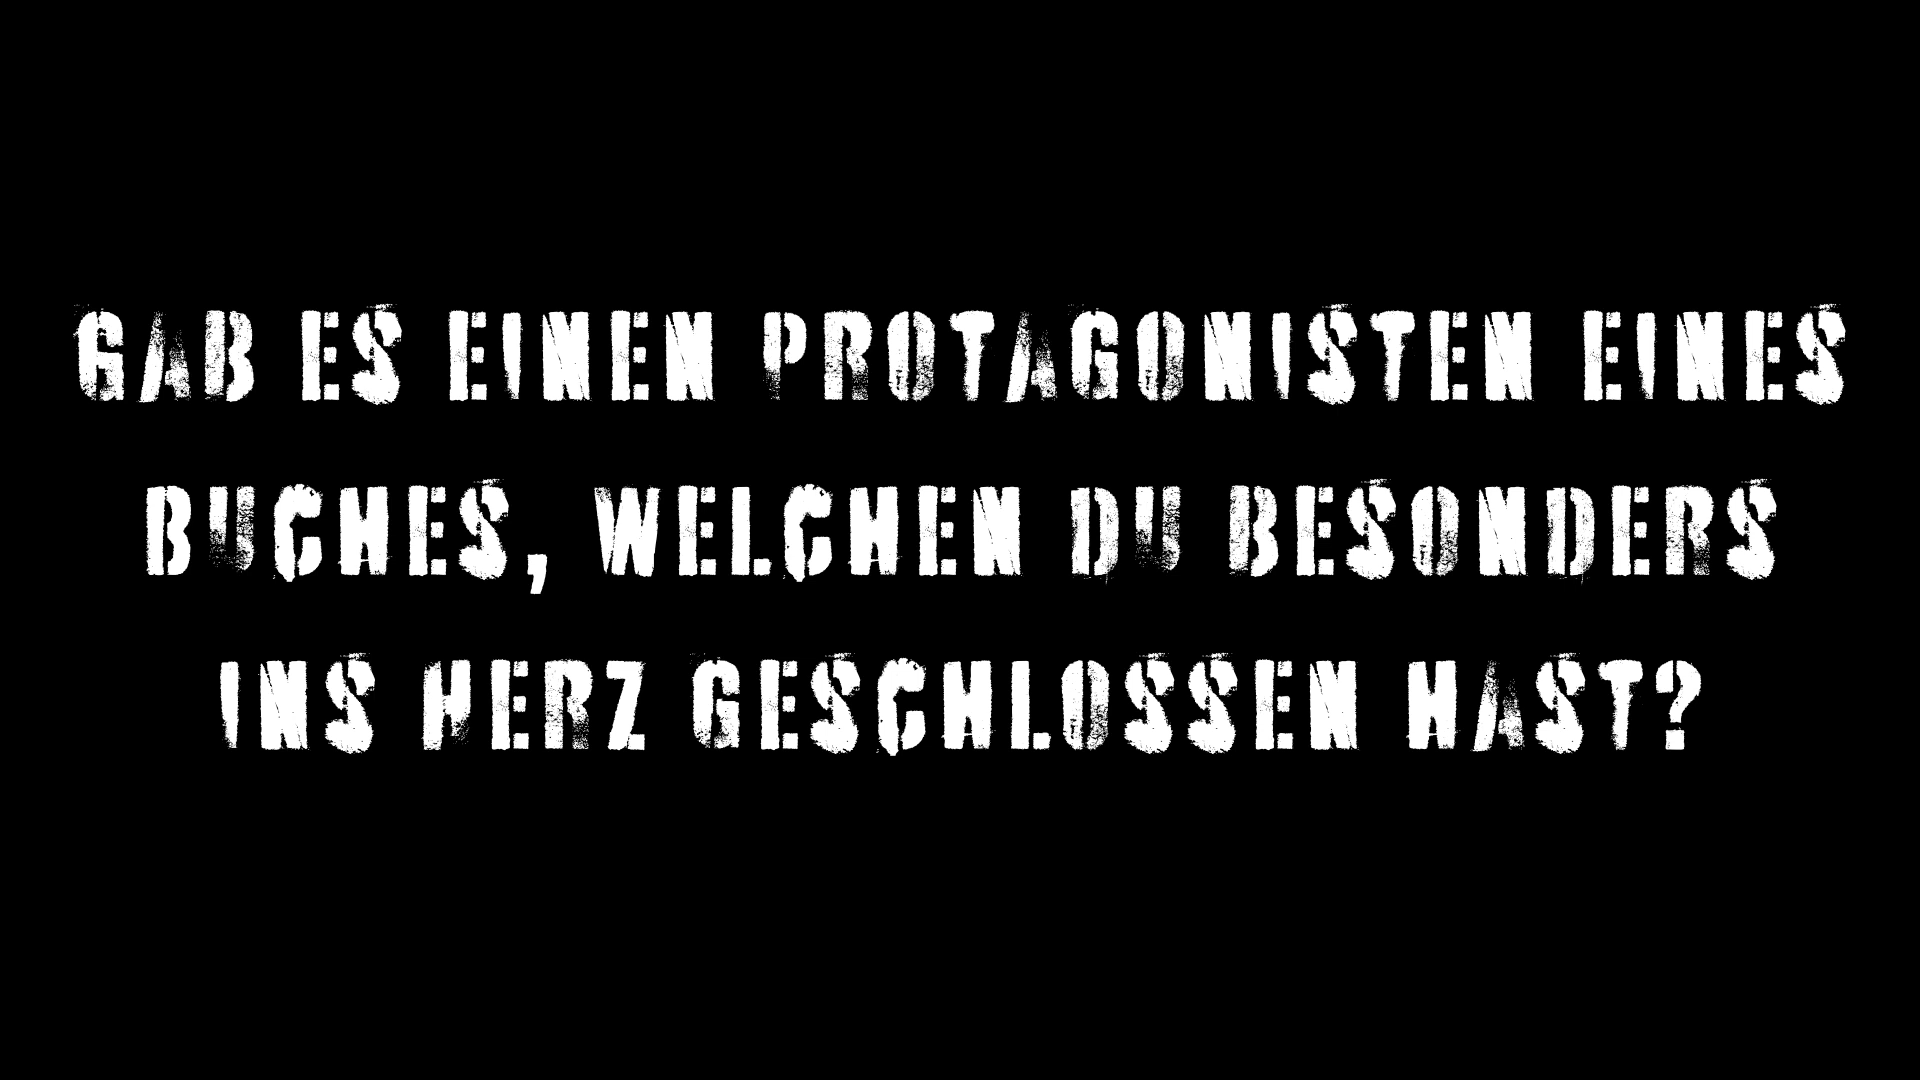 GAB ES EINEN PROTAGONISTEN EINES
BUCHES, WELCHEN DU BESONDERS
INS HERZ GESCHLOSSEN HAST?